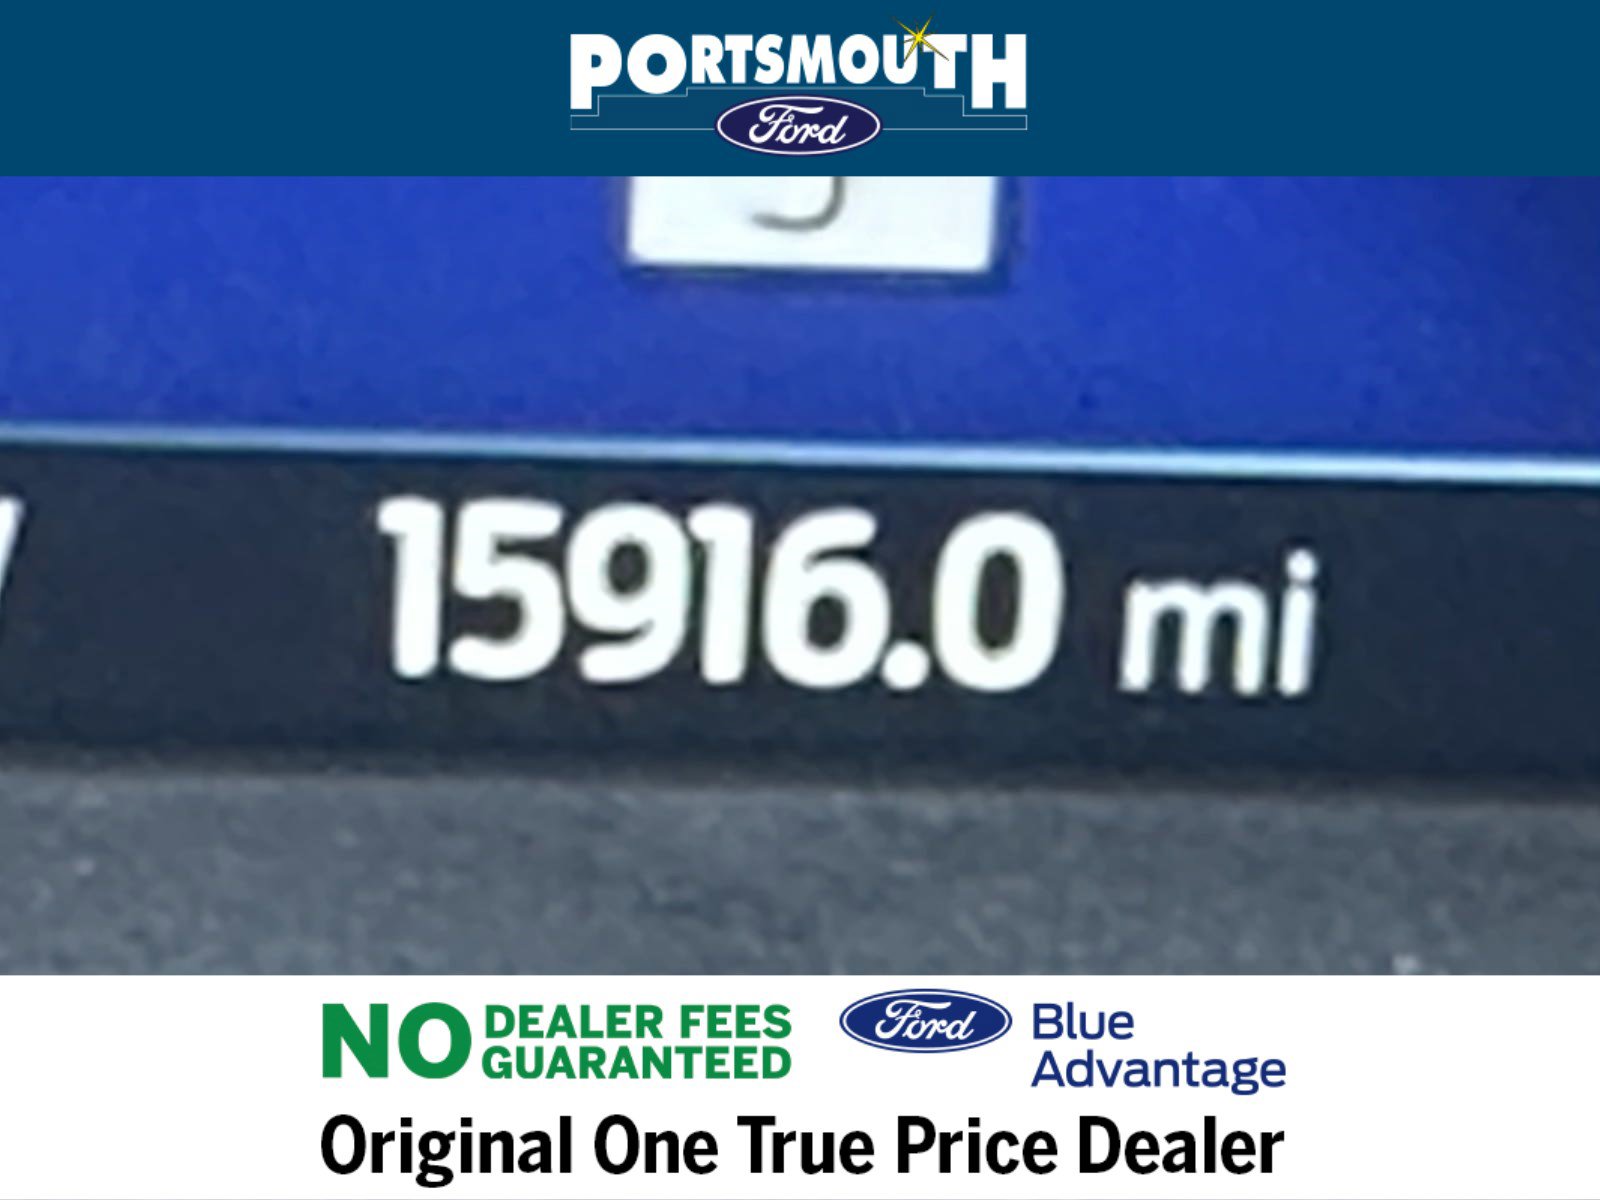 PORTSMOUTH
Ford
15916.0 mi
NO DEALER FEES
GUARANTEED
Ford Blue
Advantage
Original One True Price Dealer